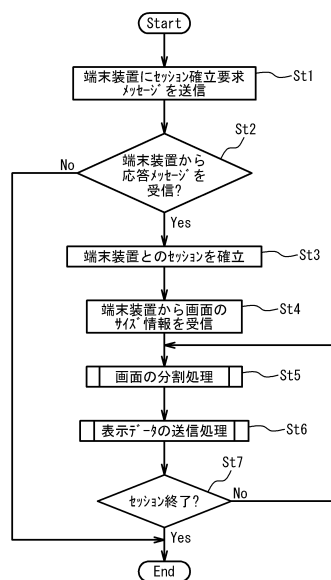 Start
端末装置にセッション確立要求
メッセージを送信
St1
St2
端末装置から
応答メッセージを
受信?
No
Yes
端末装置とのセッションを確立
St3
端末装置から画面の
サイズ情報を受信
St4
画面の分割処理
St5
表示データの送信処理
St6
St7
セッション終了?
No
Yes
End